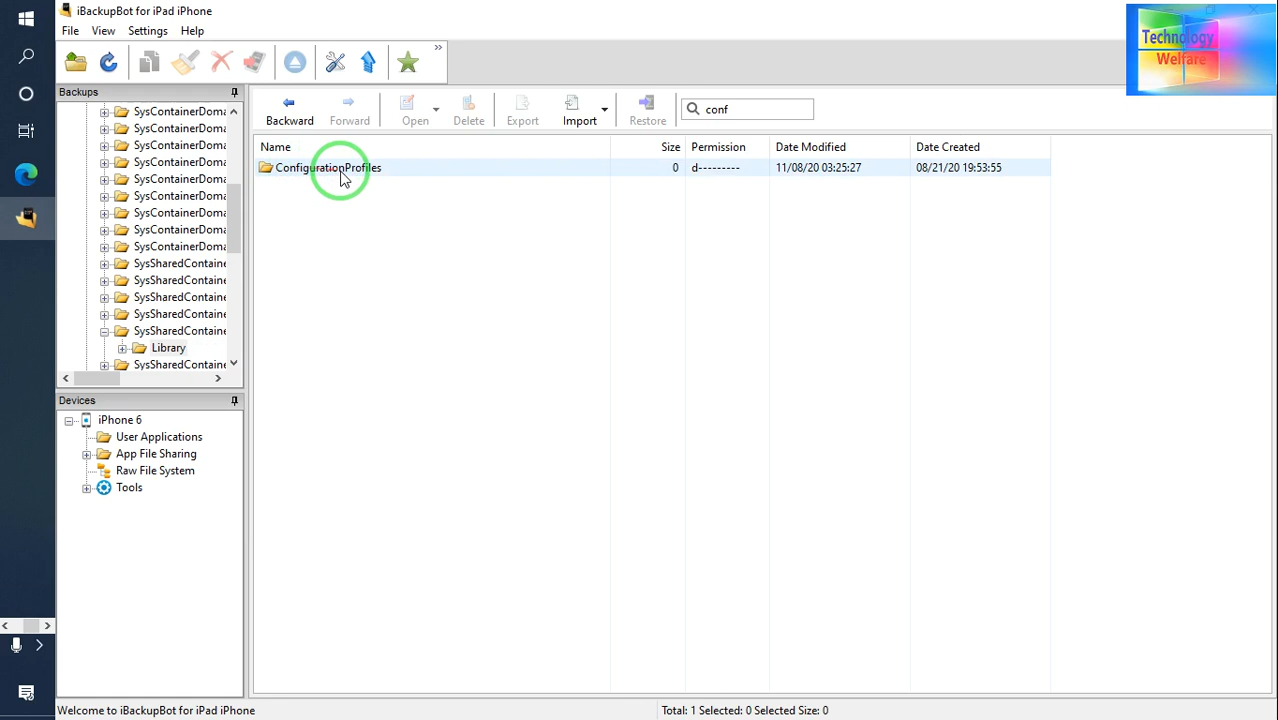 iBackupBot for iPad iPhone
File View Settings Help
»
Technology
Welfare
Backups
SysContainerDoma
SysContainerDoma
SysContainerDoma
SysContainerDoma
SysContainerDoma
SysContainerDoma
SysContainerDoma
SysContainerDoma
SysContainerDoma
SysSharedContaine
SysSharedContaine
SysSharedContaine
SysSharedContaine
SysSharedContaine
Library
SysSharedContaine
Devices
iPhone 6
User Applications
App File Sharing
Raw File System
Tools
Backward Forward Open Delete Export Import Restore conf
Name Size Permission Date Modified Date Created
ConfigurationProfiles 0 d--------- 11/08/20 03:25:27 08/21/20 19:53:55
Welcome to iBackupBot for iPad iPhone Total: 1 Selected: 0 Selected Size: 0